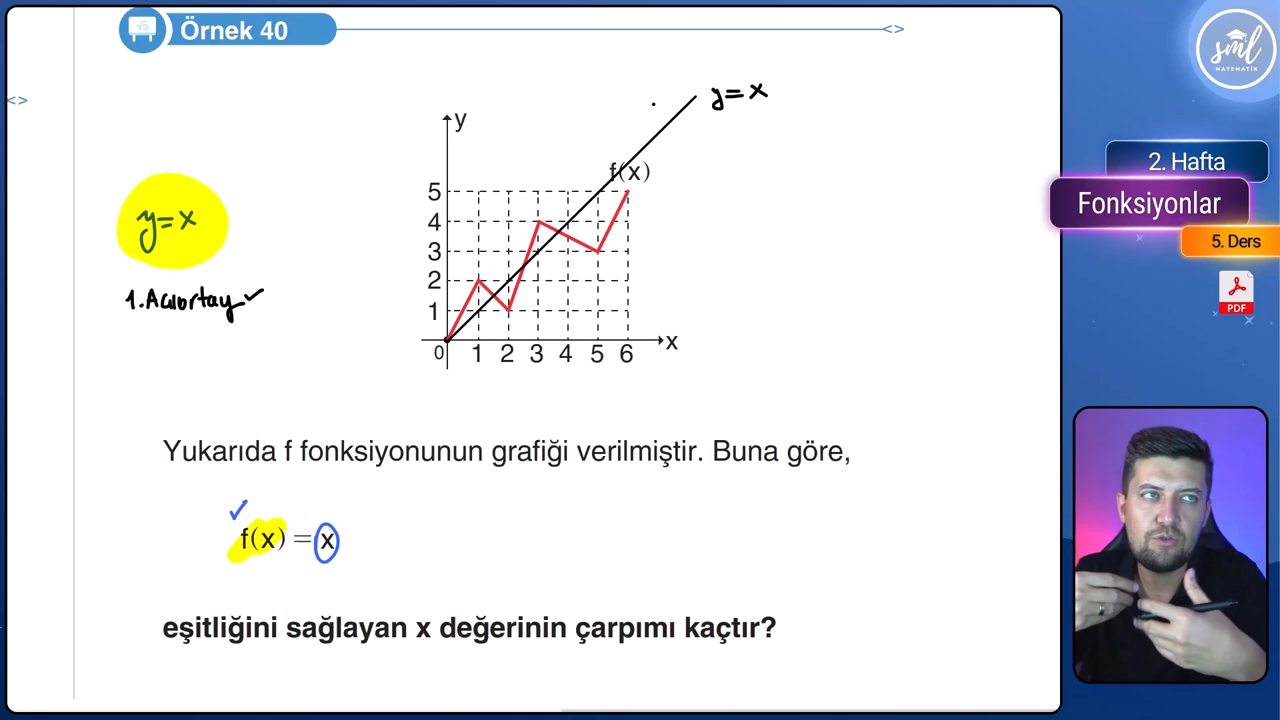 Örnek 40
y=x
y
f(x)
5
4
3
2
1
0 1 2 3 4 5 6 x
y=x
1.Açıortay
Yukarıda f fonksiyonunun grafiği verilmiştir. Buna göre,
f(x) = x
eşitliğini sağlayan x değerinin çarpımı kaçtır?
sml
MATEMATİK
2. Hafta
Fonksiyonlar
5. Ders
PDF